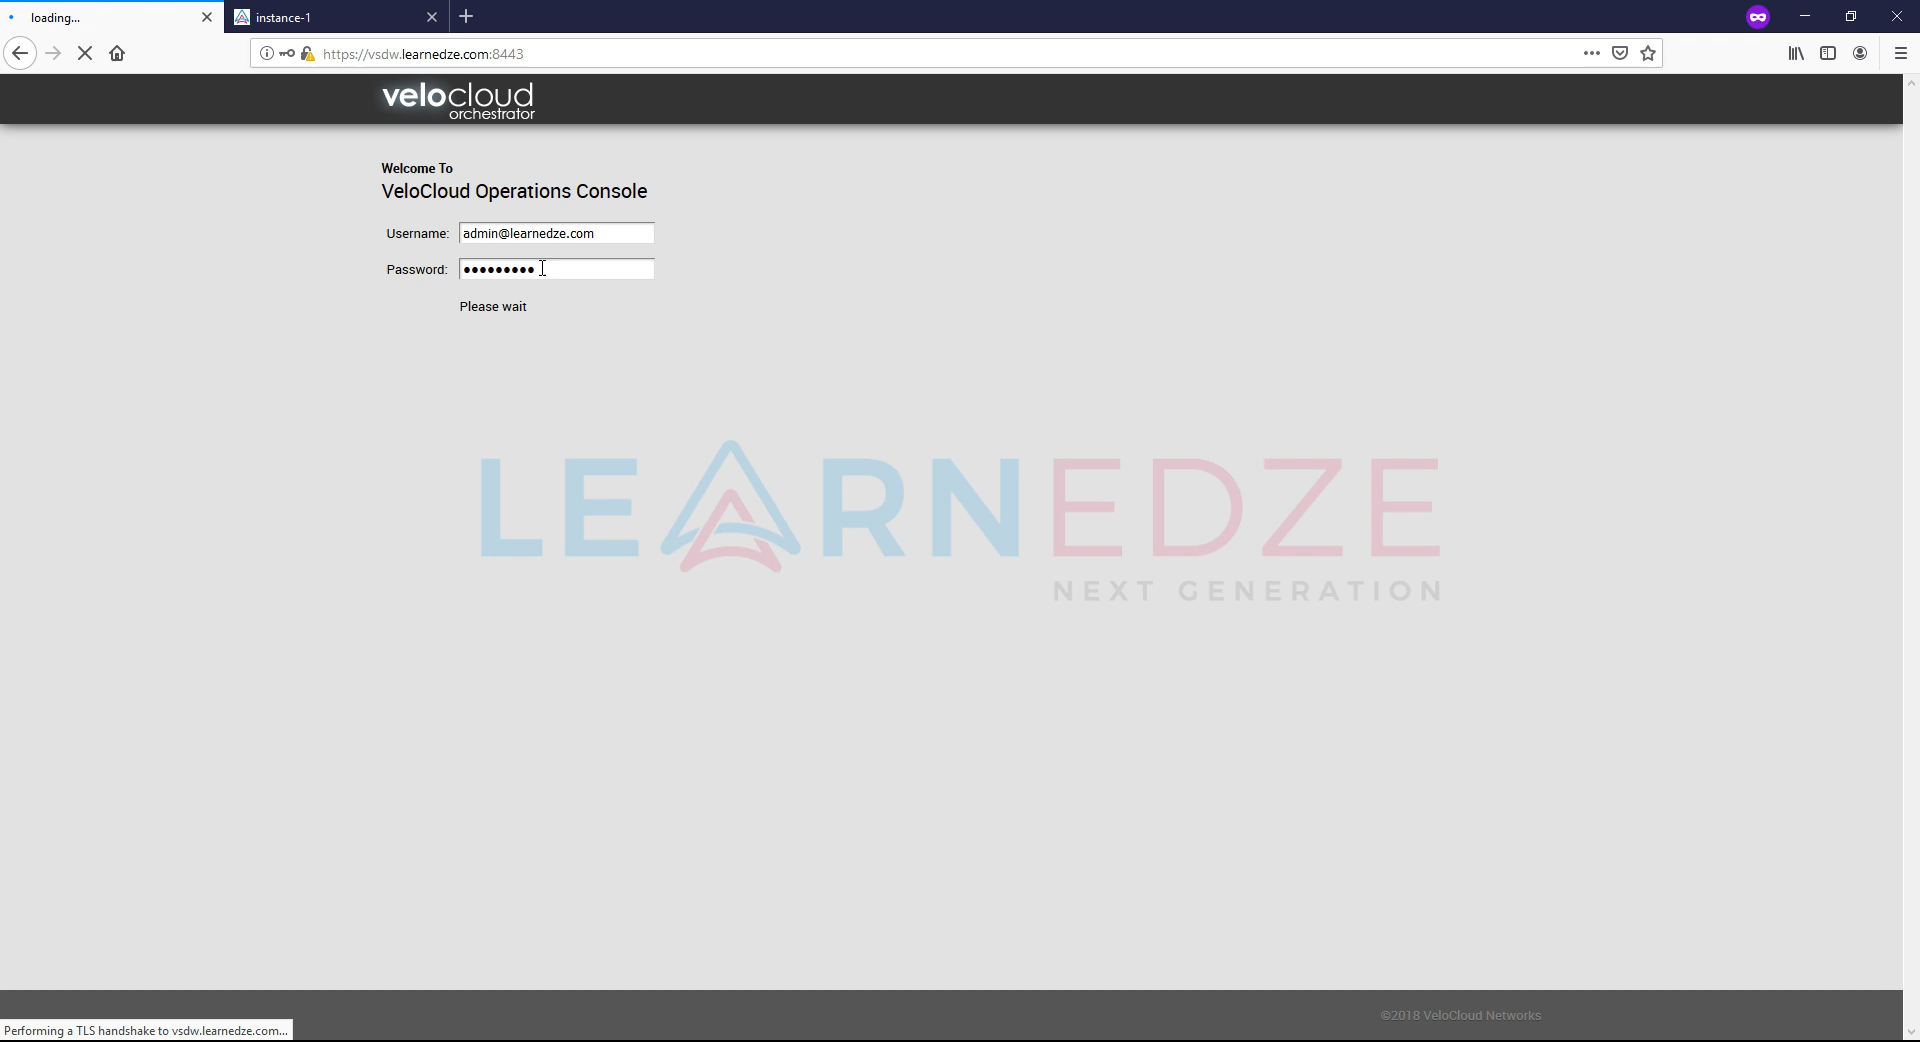 loading...
instance-1
https://vsdw.learnedze.com:8443
velocloud
orchestrator
Welcome To
VeloCloud Operations Console
Username: admin@learnedze.com
Password: ●●●●●●●●●
Please wait
LEARNEDZE
NEXT GENERATION
©2018 VeloCloud Networks
Performing a TLS handshake to vsdw.learnedze.com...